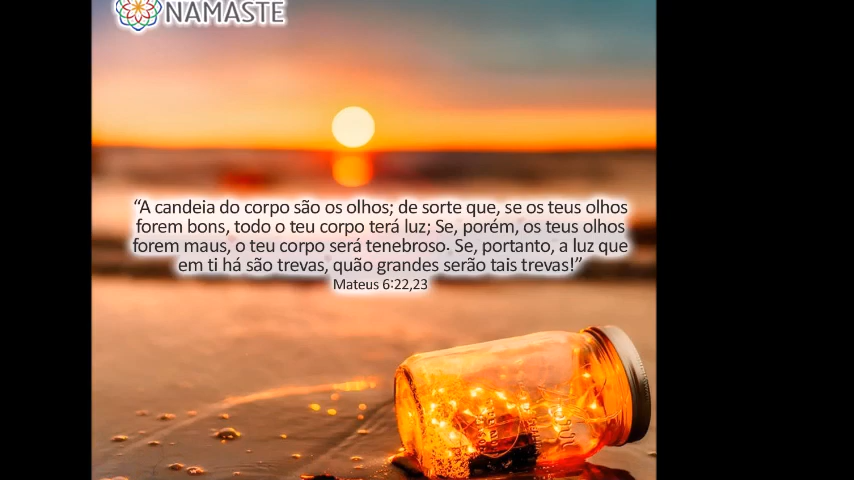 NAMASTE
“A candeia do corpo são os olhos; de sorte que, se os teus olhos
forem bons, todo o teu corpo terá luz; Se, porém, os teus olhos
forem maus, o teu corpo será tenebroso. Se, portanto, a luz que
em ti há são trevas, quão grandes serão tais trevas!”
Mateus 6:22,23